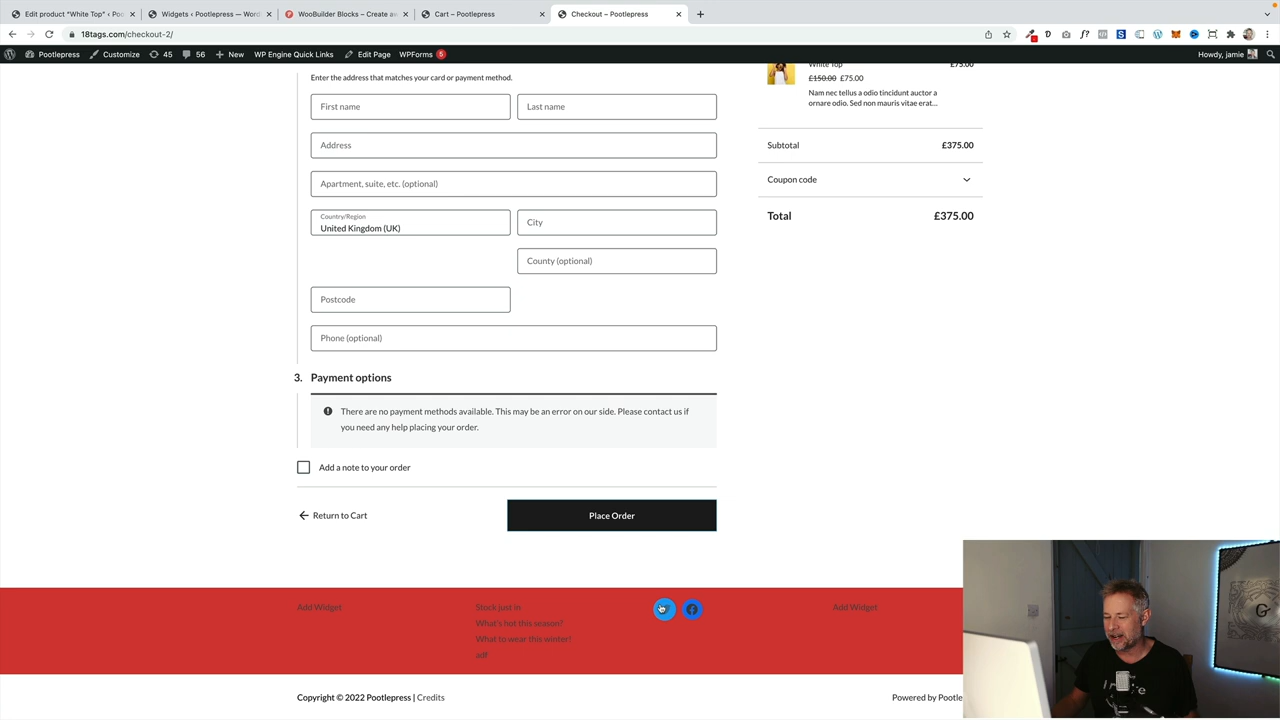 Edit product "White Top" ‹ Poo
Widgets ‹ Pootlepress — Word
WooBuilder Blocks – Create a
Cart – Pootlepress
Checkout – Pootlepress
18tags.com/checkout-2/
Pootlepress
Customize
45
56
New
WP Engine Quick Links
Edit Page
WPForms 5
Howdy, jamie
Enter the address that matches your card or payment method.
First name
Last name
Address
Apartment, suite, etc. (optional)
Country/Region
United Kingdom (UK)
City
County (optional)
Postcode
Phone (optional)
3. Payment options
There are no payment methods available. This may be an error on our side. Please contact us if
you need any help placing your order.
Add a note to your order
Return to Cart
Place Order
White Top
£75.00
£150.00 £75.00
Nam nec tellus a odio tincidunt auctor a
ornare odio. Sed non mauris vitae erat...
Subtotal
£375.00
Coupon code
Total
£375.00
Add Widget
Stuck just in
What's hot this season?
What to wear this winter!
adf
Add Widget
Copyright © 2022 Pootlepress | Credits
Powered by Pootle